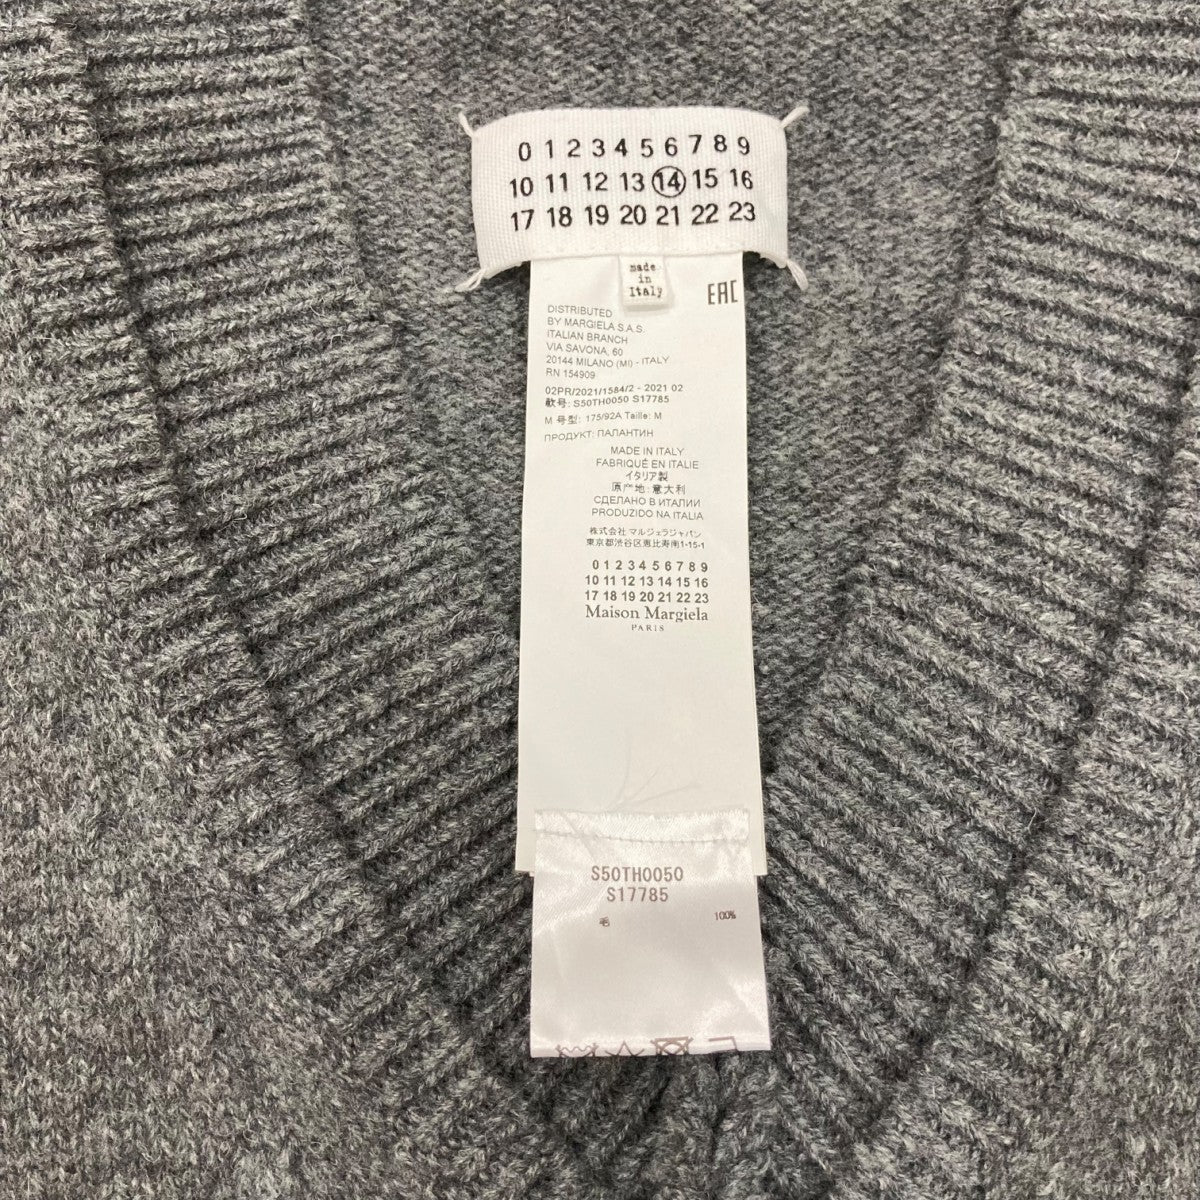 0 1 2 3 4 5 6 7 8 9
10 11 12 13 14 15 16
17 18 19 20 21 22 23
made
in
Italy
EAC
DISTRIBUTED
BY MARGIELA S.A.S.
ITALIAN BRANCH
VIA SAVONA, 60
20144 MILANO (MI) - ITALY
RN 154909
02PR/2021/1584/2 - 2021 02
款号: S50TH0050 S17785
M 号型: 175/92A Taille: M
ПРОДУКТ: ПАЛАНТИН
MADE IN ITALY
FABRIQUÉ EN ITALIE
イタリア製
原产地: 意大利
СДЕЛАНО В ИТАЛИИ
PRODUZIDO NA ITALIA
株式会社 マルジェラジャパン
東京都渋谷区恵比寿南1-15-1
0 1 2 3 4 5 6 7 8 9
10 11 12 13 14 15 16
17 18 19 20 21 22 23
Maison Margiela
PARIS
S50TH0050
S17785
毛 100%